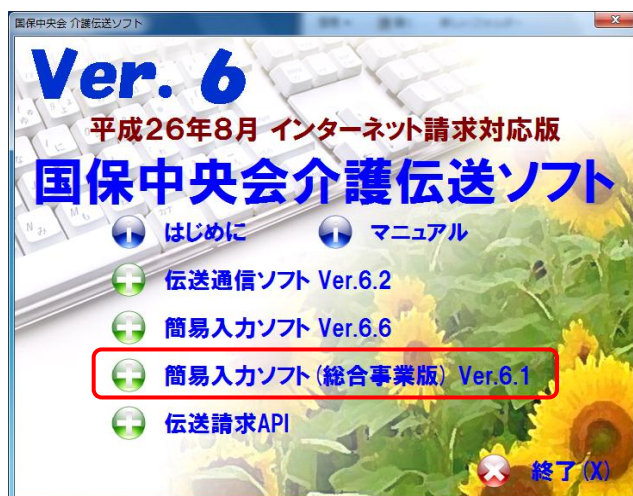 国保中央会 介護伝送ソフト
Ver. 6
平成26年8月 インターネット請求対応版
国保中央会介護伝送ソフト
はじめに マニュアル
伝送通信ソフト Ver.6.2
簡易入力ソフト Ver.6.6
簡易入力ソフト(総合事業版) Ver.6.1
伝送請求API
終了(X)